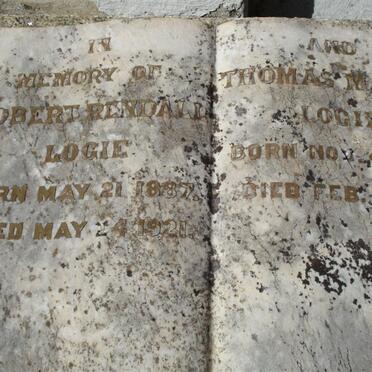 IN
MEMORY OF
OBERT RENDALL
LOGIE
RN MAY 21 1887
ED MAY 24 1921
AND
THOMAS
LOGI
BORN NO
DIED FEB